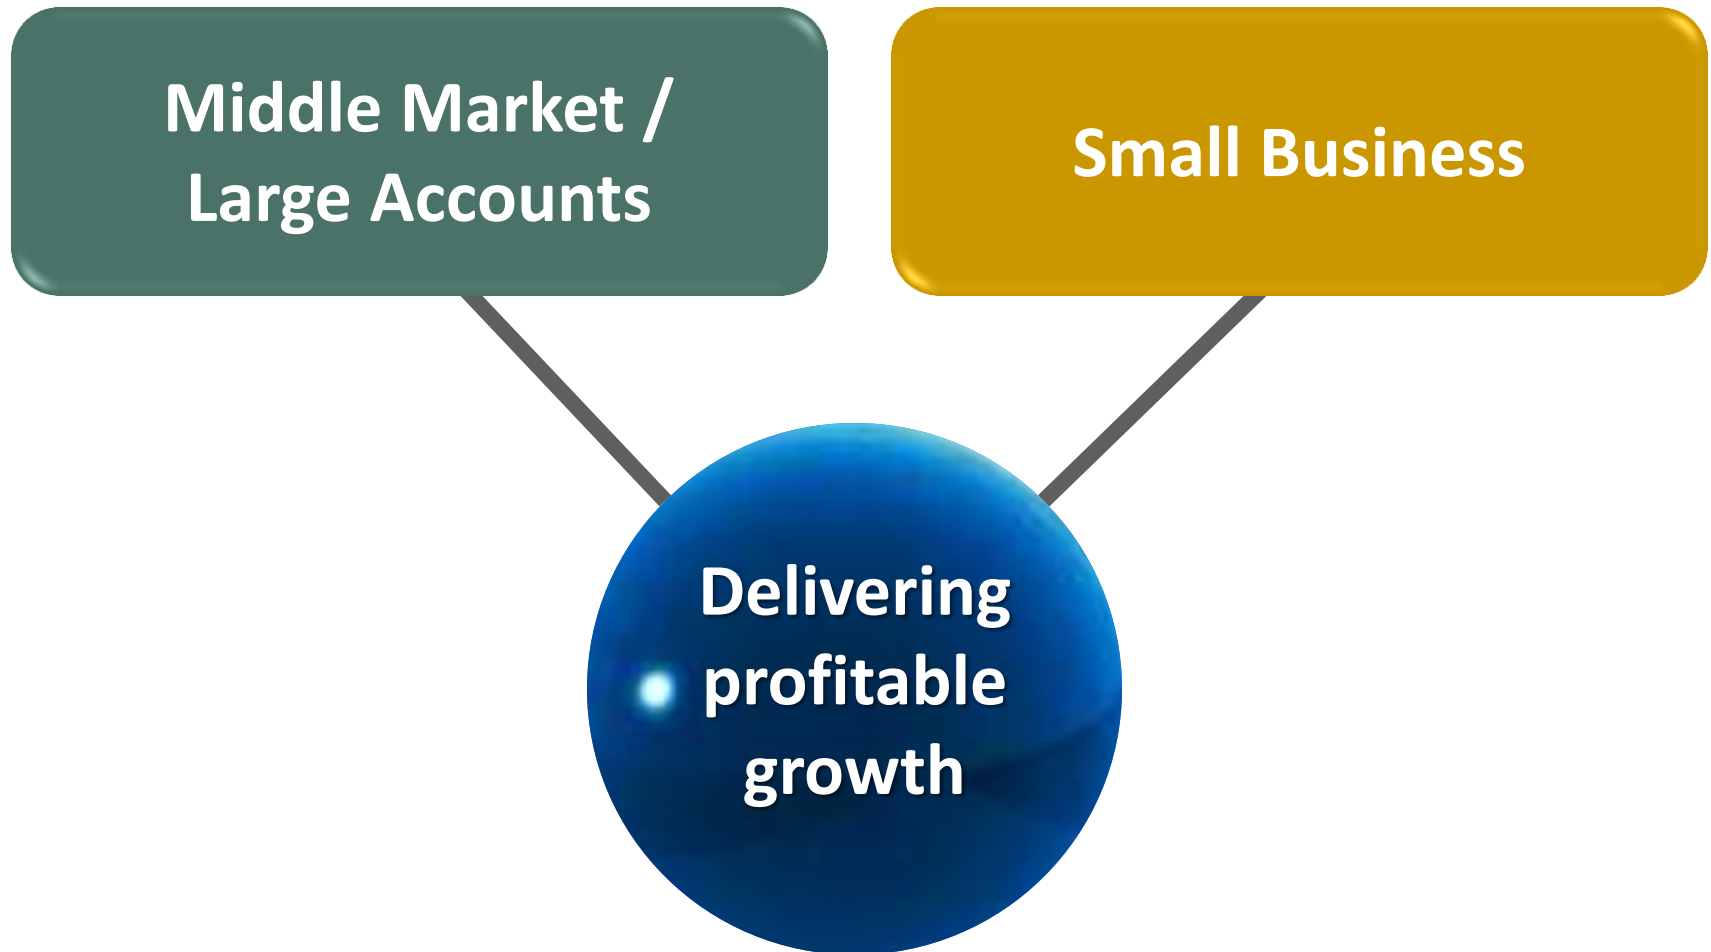 Middle Market /
Large Accounts
Small Business
Delivering
profitable
growth